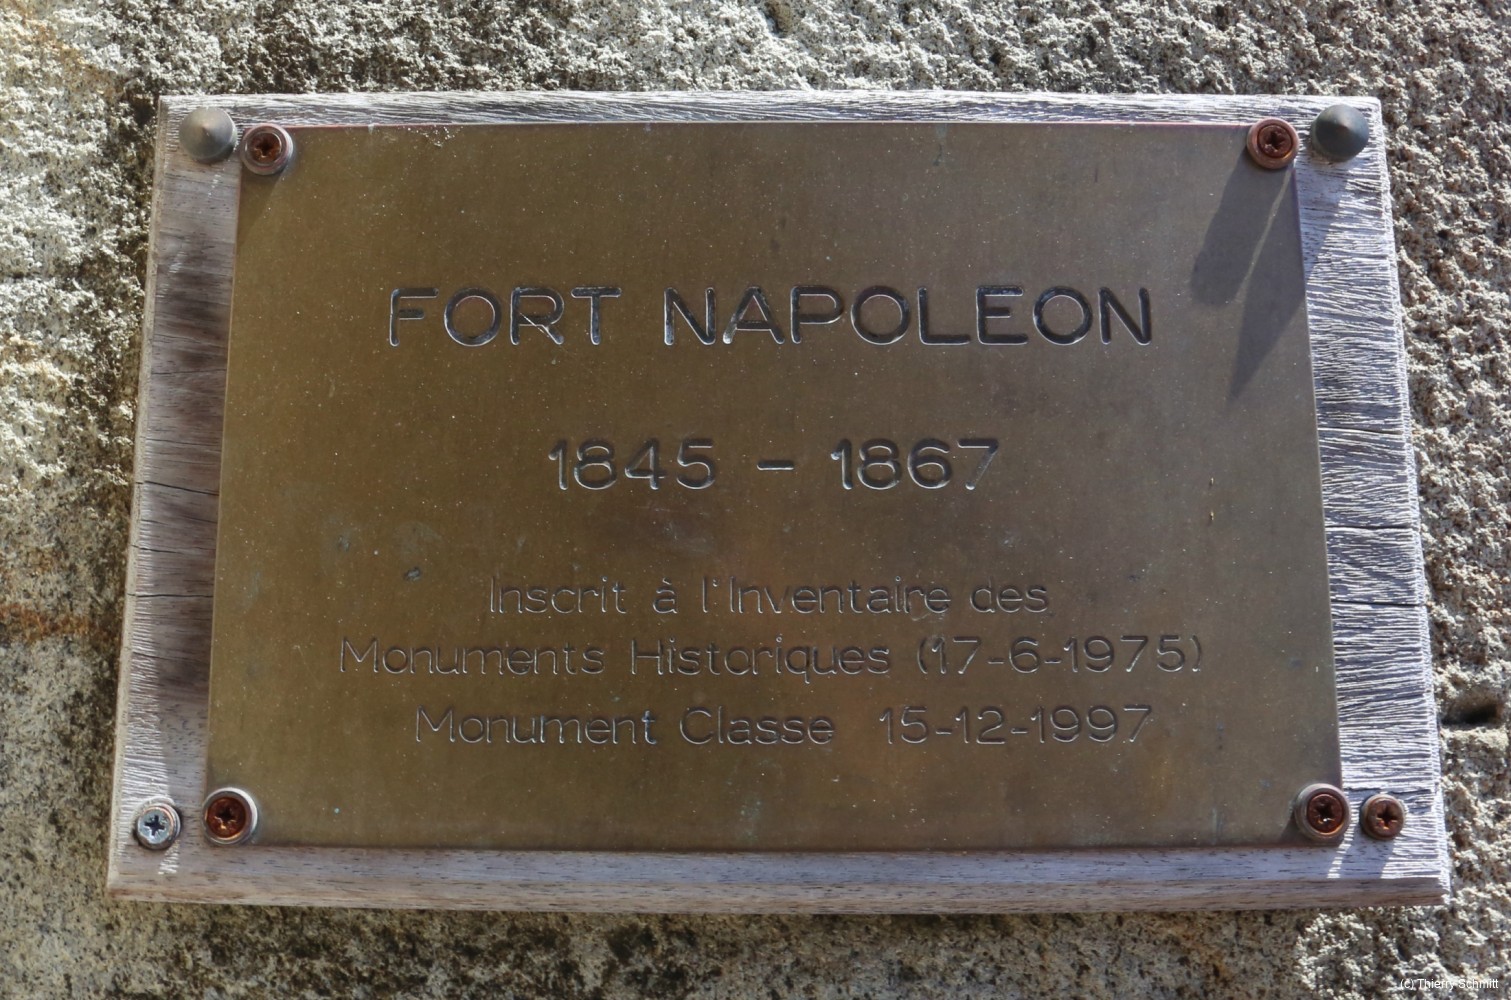 FORT NAPOLEON
1845 - 1867
Inscrit à l'Inventaire des
Monuments Historiques (17-6-1975)
Monument Classe 15-12-1997
(c) Thierry Schmitt